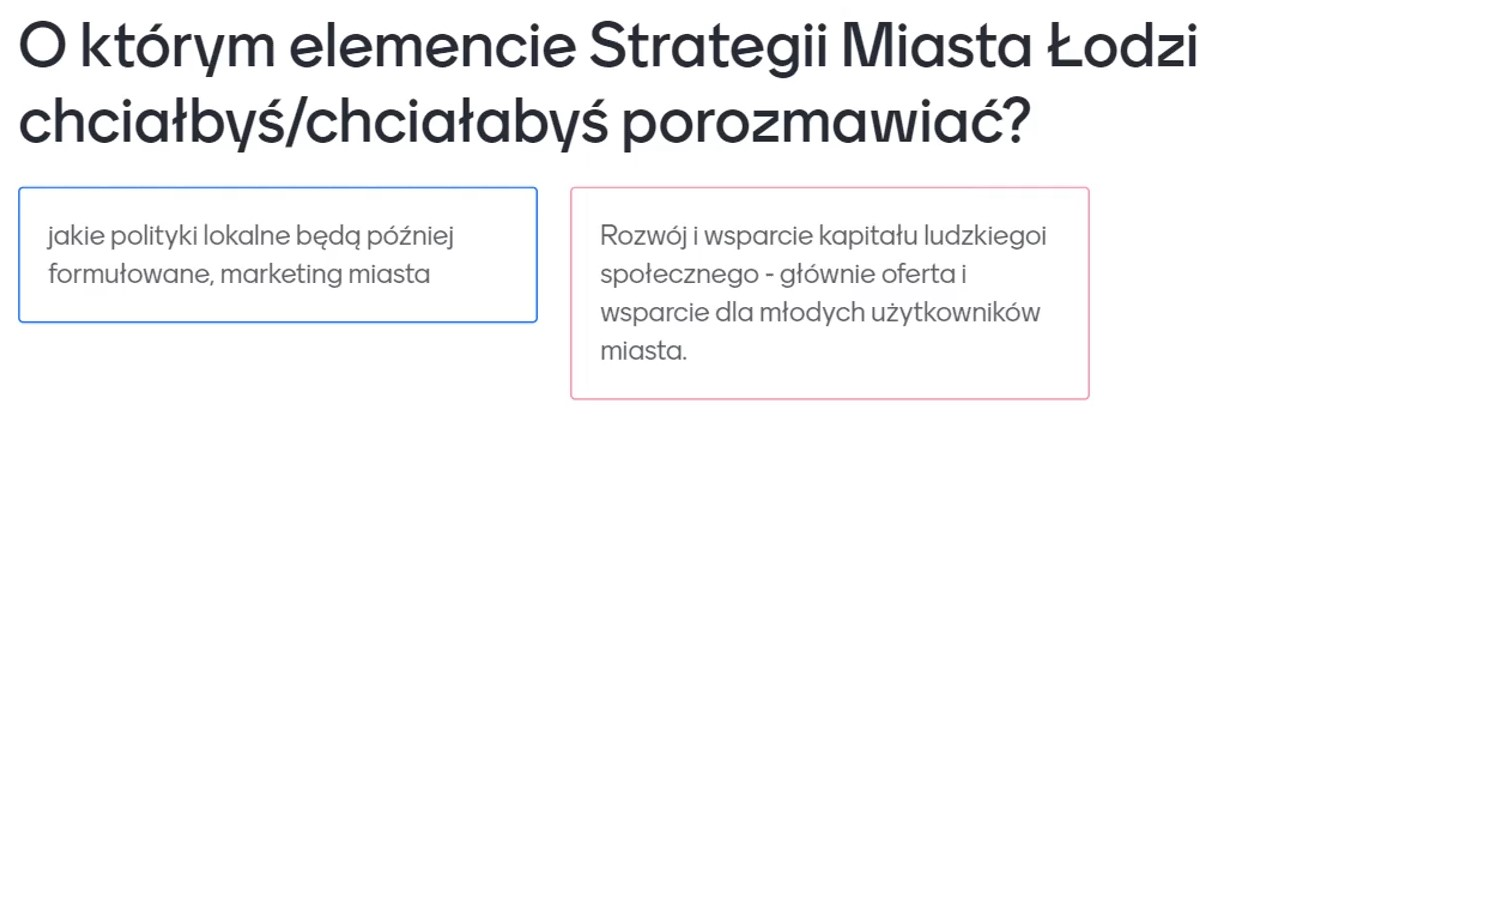 O którym elemencie Strategii Miasta Łodzi
chciałbyś/chciałabyś porozmawiać?
jakie polityki lokalne będą później
formułowane, marketing miasta
Rozwój i wsparcie kapitału ludzkiegoi
społecznego - głównie oferta i
wsparcie dla młodych użytkowników
miasta.